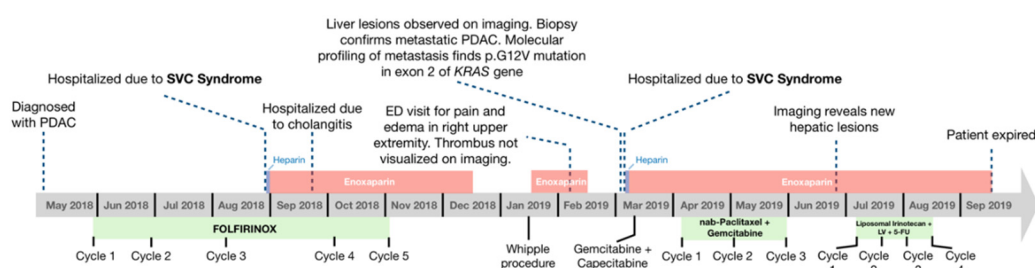 Liver lesions observed on imaging. Biopsy
confirms metastatic PDAC. Molecular
profiling of metastasis finds p.G12V mutation
in exon 2 of KRAS gene
Hospitalized due to SVC Syndrome
Hospitalized due to SVC Syndrome
Diagnosed
with PDAC
Hospitalized due
to cholangitis
ED visit for pain and
edema in right upper
extremity. Thrombus not
visualized on imaging.
Imaging reveals new
hepatic lesions
Patient expired
Heparin
Heparin
Enoxaparin
Enoxaparin
Enoxaparin
May 2018
Jun 2018
Jul 2018
Aug 2018
Sep 2018
Oct 2018
Nov 2018
Dec 2018
Jan 2019
Feb 2019
Mar 2019
Apr 2019
May 2019
Jun 2019
Jul 2019
Aug 2019
Sep 2019
FOLFIRINOX
nab-Paclitaxel +
Gemcitabine
Liposomal Irinotecan +
LV + 5-FU
Cycle 1
Cycle 2
Cycle 3
Cycle 4
Cycle 5
Whipple
procedure
Gemcitabine +
Capecitabine
Cycle 1
Cycle 2
Cycle 3
Cycle
Cycle
Cycle
Cycle